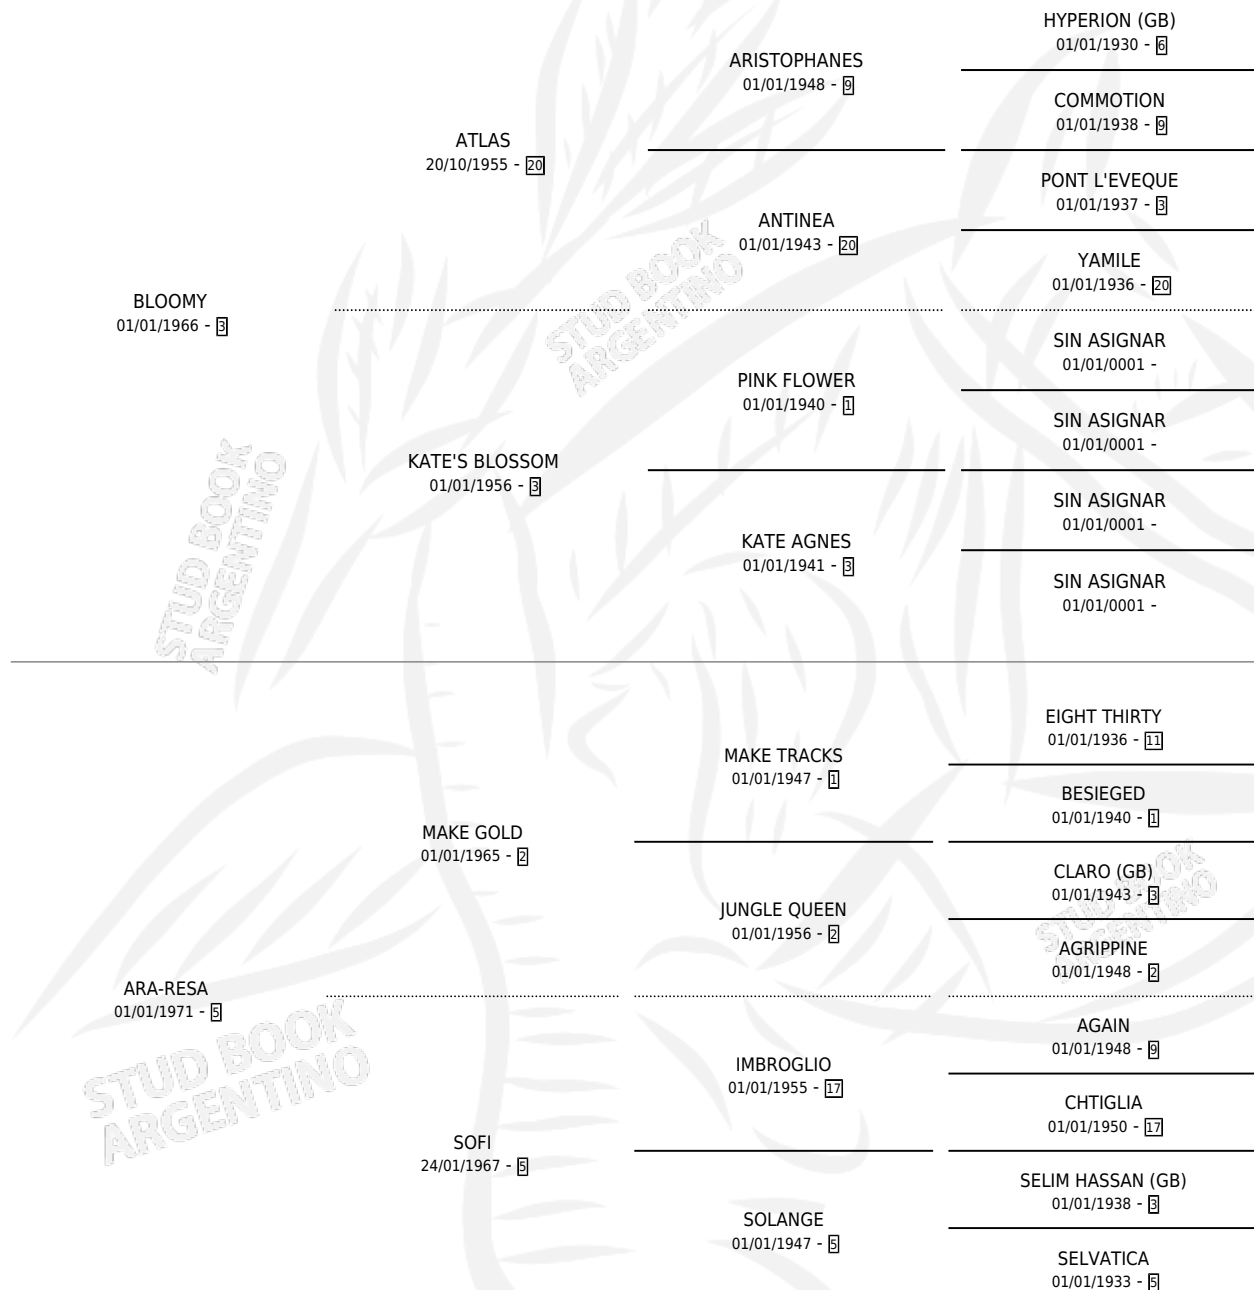 HYPERION (GB)
01/01/1930 - 6
ARISTOPHANES
01/01/1948 - 9
COMMOTION
01/01/1938 - 9
ATLAS
20/10/1955 - 20
PONT L'EVEQUE
01/01/1937 - 3
ANTINEA
01/01/1943 - 20
YAMILE
01/01/1936 - 20
BLOOMY
01/01/1966 - 3
STUD BOOK
ARGENTINO
SIN ASIGNAR
01/01/0001 -
PINK FLOWER
01/01/1940 - 1
SIN ASIGNAR
01/01/0001 -
KATE'S BLOSSOM
01/01/1956 - 3
SIN ASIGNAR
01/01/0001 -
KATE AGNES
01/01/1941 - 3
SIN ASIGNAR
01/01/0001 -
STUD BOOK
ARGENTINO
EIGHT THIRTY
01/01/1936 - 11
MAKE TRACKS
01/01/1947 - 1
BESIEGED
01/01/1940 - 1
MAKE GOLD
01/01/1965 - 2
CLARO (GB)
01/01/1943 - 3
JUNGLE QUEEN
01/01/1956 - 2
STUD BOOK
ARGENTINO
AGRIPPINE
01/01/1948 - 2
ARA-RESA
01/01/1971 - 5
AGAIN
01/01/1948 - 9
STUD BOOK
ARGENTINO
IMBROGLIO
01/01/1955 - 17
CHTIGLIA
01/01/1950 - 17
SOFI
24/01/1967 - 5
SELIM HASSAN (GB)
01/01/1938 - 3
SOLANGE
01/01/1947 - 5
SELVATICA
01/01/1933 - 5